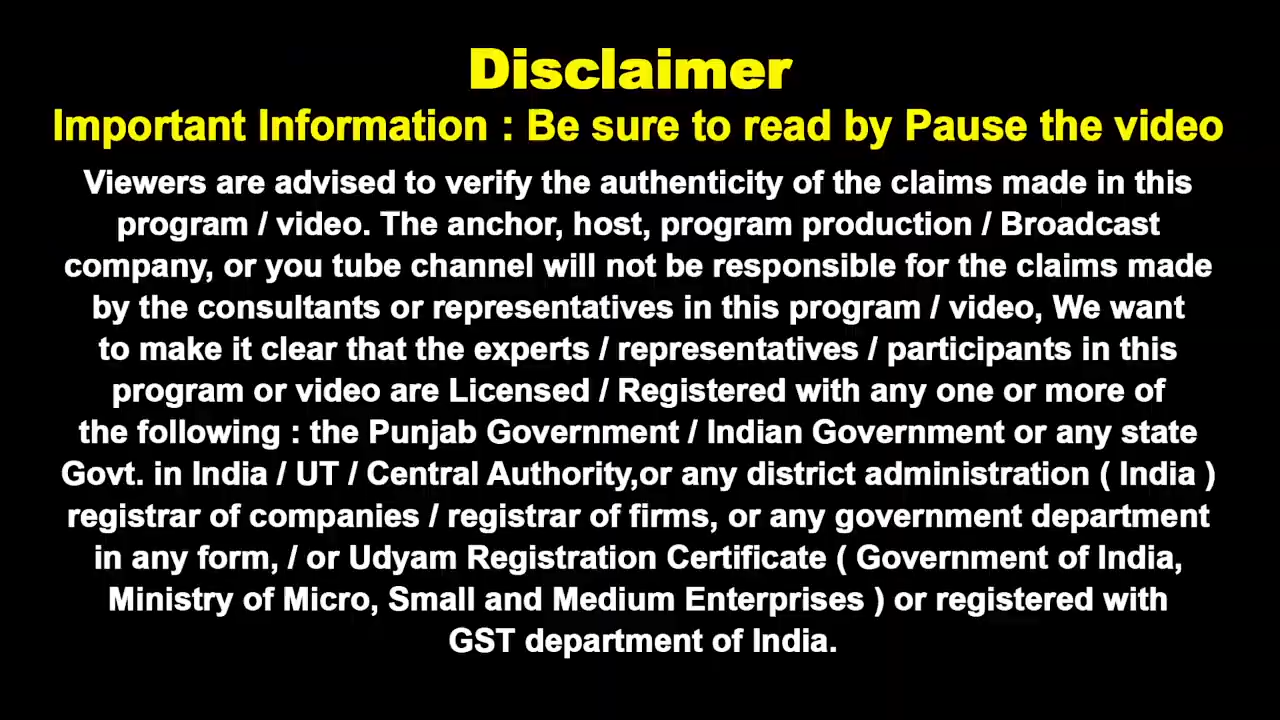 Disclaimer
Important Information : Be sure to read by Pause the video
Viewers are advised to verify the authenticity of the claims made in this
program / video. The anchor, host, program production / Broadcast
company, or you tube channel will not be responsible for the claims made
by the consultants or representatives in this program / video, We want
to make it clear that the experts / representatives / participants in this
program or video are Licensed / Registered with any one or more of
the following : the Punjab Government / Indian Government or any state
Govt. in India / UT / Central Authority,or any district administration ( India )
registrar of companies / registrar of firms, or any government department
in any form, / or Udyam Registration Certificate ( Government of India,
Ministry of Micro, Small and Medium Enterprises ) or registered with
GST department of India.